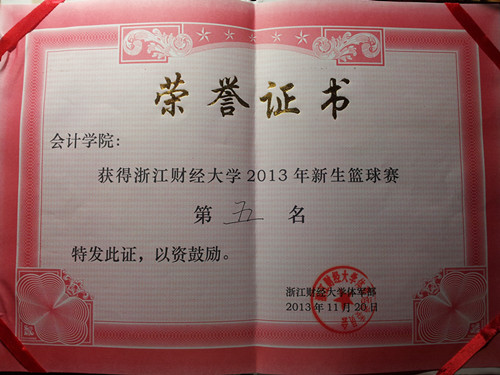 荣誉证书
会计学院：
获得浙江财经大学2013年新生篮球赛
第 五 名
特发此证，以资鼓励。
浙江财经大学体军部
2013年11月20日